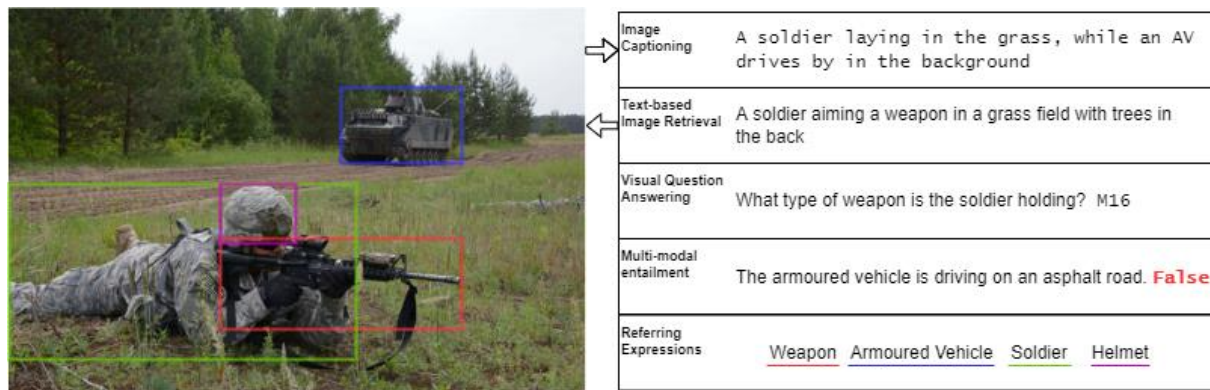 Image
Captioning
A soldier laying in the grass, while an AV
drives by in the background
Text-based
Image Retrieval
A soldier aiming a weapon in a grass field with trees in
the back
Visual Question
Answering
What type of weapon is the soldier holding? M16
Multi-modal
entailment
The armoured vehicle is driving on an asphalt road. False
Referring
Expressions
Weapon Armoured Vehicle Soldier Helmet